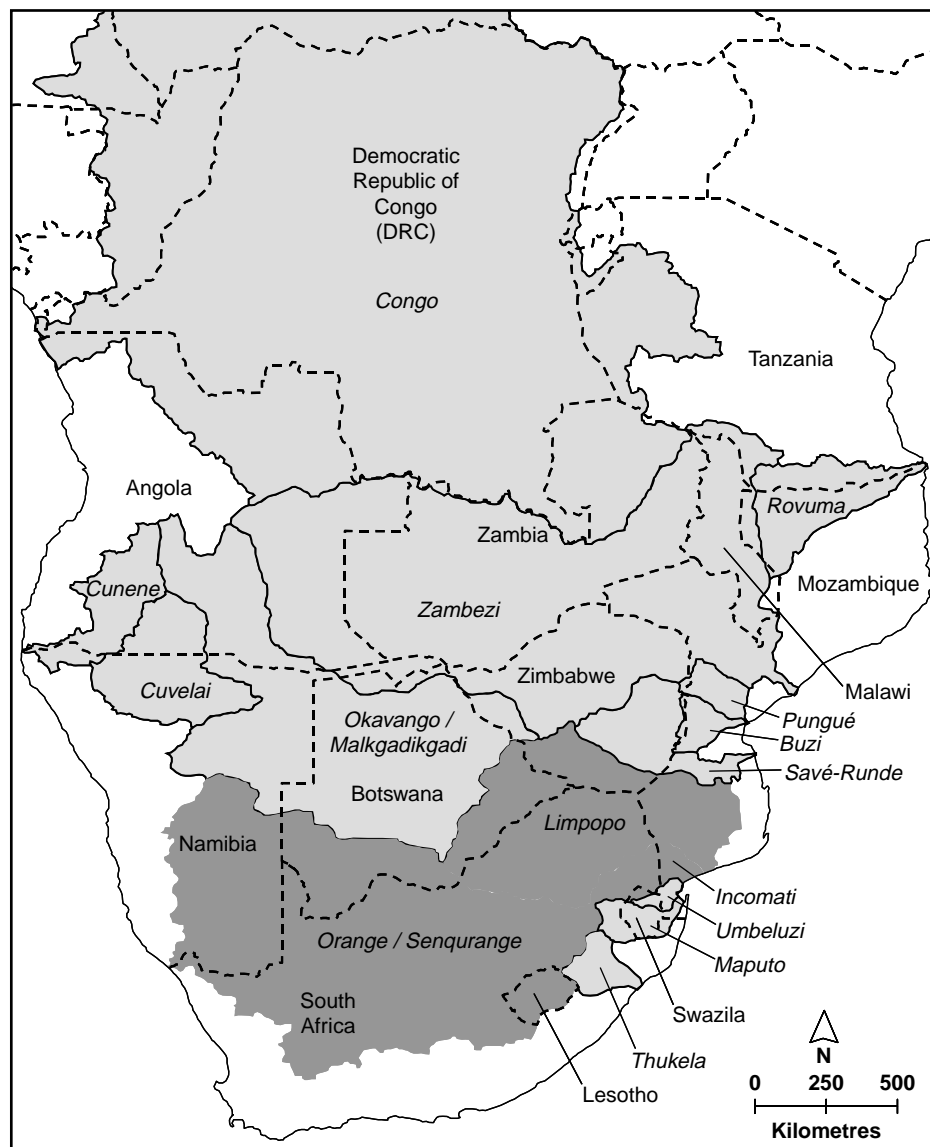 Democratic
Republic of
Congo
(DRC)
Congo
Tanzania
Angola
Rovuma
Zambia
Mozambique
Cunene
Zambezi
Zimbabwe
Cuvelai
Malawi
Okavango /
Malkgadikgadi
Pungué
Buzi
Savé-Runde
Botswana
Limpopo
Namibia
Incomati
Umbeluzi
Orange / Senqurange
Maputo
South
Africa
Swazila
Thukela
Lesotho
N
0 250 500
Kilometres